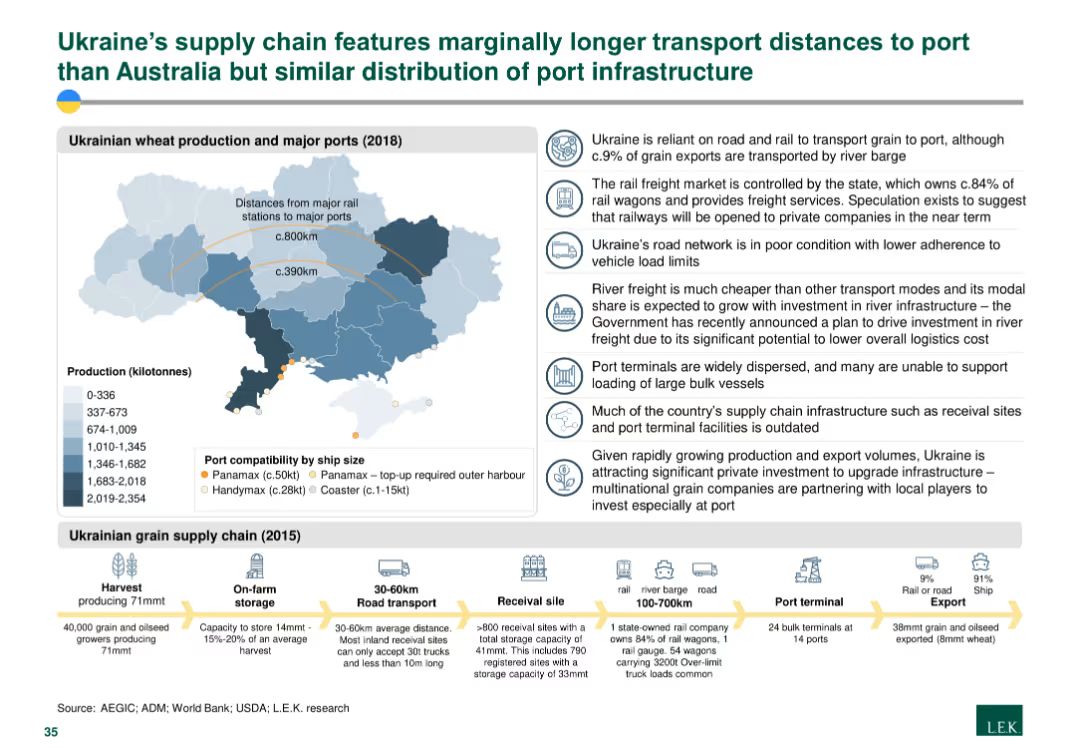 Ukraine's supply chain features marginally longer transport distances to port
than Australia but similar distribution of port infrastructure
Ukrainian wheat production and major ports (2018)
Distances from major rail
stations to major ports
c.800km
c.390km
Production (kilotonnes)
0-336
337-673
674-1,009
1,010-1,345
1,346-1,682
1,683-2,018
2,019-2,354
Port compatibility by ship size
Panamax (c.50kt)
Panamax – top-up required outer harbour
Handymax (c.28kt)
Coaster (c.1-15kt)
Ukraine is reliant on road and rail to transport grain to port, although
c.9% of grain exports are transported by river barge
The rail freight market is controlled by the state, which owns c.84% of
rail wagons and provides freight services. Speculation exists to suggest
that railways will be opened to private companies in the near term
Ukraine's road network is in poor condition with lower adherence to
vehicle load limits
River freight is much cheaper than other transport modes and its modal
share is expected to grow with investment in river infrastructure – the
Government has recently announced a plan to drive investment in river
freight due to its significant potential to lower overall logistics cost
Port terminals are widely dispersed, and many are unable to support
loading of large bulk vessels
Much of the country's supply chain infrastructure such as receival sites
and port terminal facilities is outdated
Given rapidly growing production and export volumes, Ukraine is
attracting significant private investment to upgrade infrastructure –
multinational grain companies are partnering with local players to
invest especially at port
Ukrainian grain supply chain (2015)
Harvest
producing 71mmt
40,000 grain and oilseed
growers producing
71mmt
On-farm
storage
Capacity to store 14mmt -
15%-20% of an average
harvest
30-60km
Road transport
30-60km average distance.
Most inland receival sites
can only accept 30t trucks
and less than 10m long
Receival sile
>800 receival sites with a
total storage capacity of
41mmt. This includes 790
registered sites with a
storage capacity of 33mmt
rail river barge road
100-700km
1 state-owned rail company
owns 84% of rail wagons, 1
rail gauge. 54 wagons
carrying 3200t Over-limit
truck loads common
Port terminal
24 bulk terminals at
14 ports
9%
Rail or road
91%
Ship
Export
38mmt grain and oilseed
exported (8mmt wheat)
Source: AEGIC; ADM; World Bank; USDA; L.E.K. research
35
L.E.K.